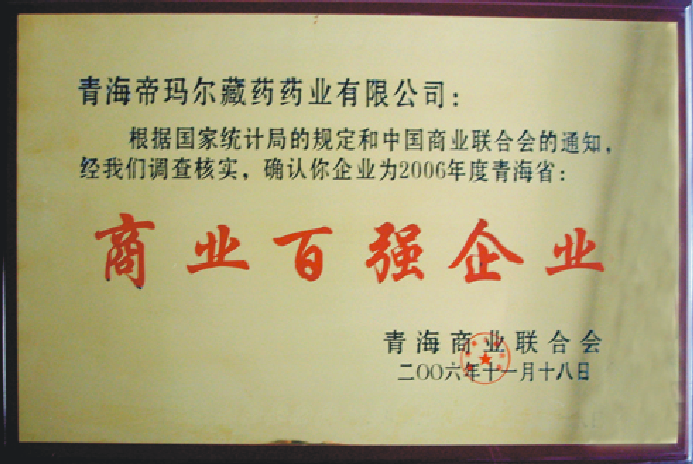 青海帝玛尔藏药药业有限公司：
根据国家统计局的规定和中国商业联合会的通知，
经我们调查核实，确认你企业为2006年度青海省：
商业百强企业
青海商业联合会
二OO六年十一月十八日